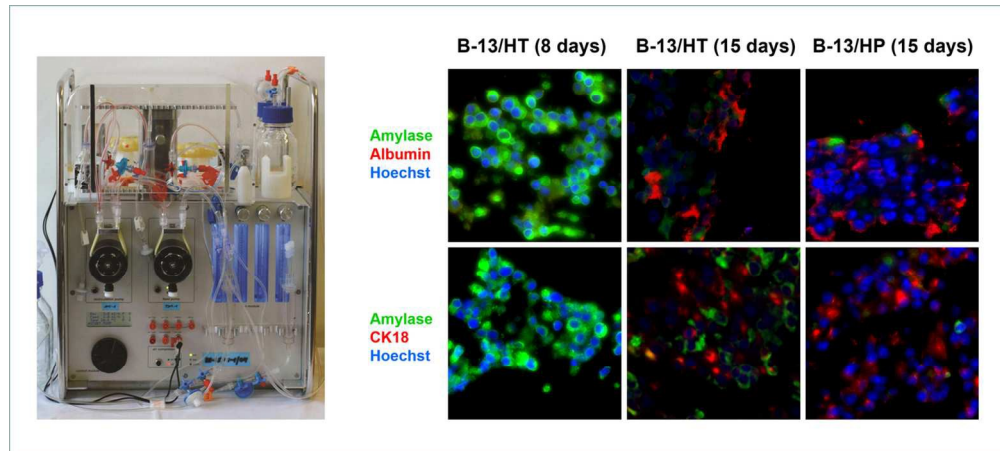 B-13/HT (8 days) B-13/HT (15 days) B-13/HP (15 days)
Amylase
Albumin
Hoechst
Amylase
CK18
Hoechst